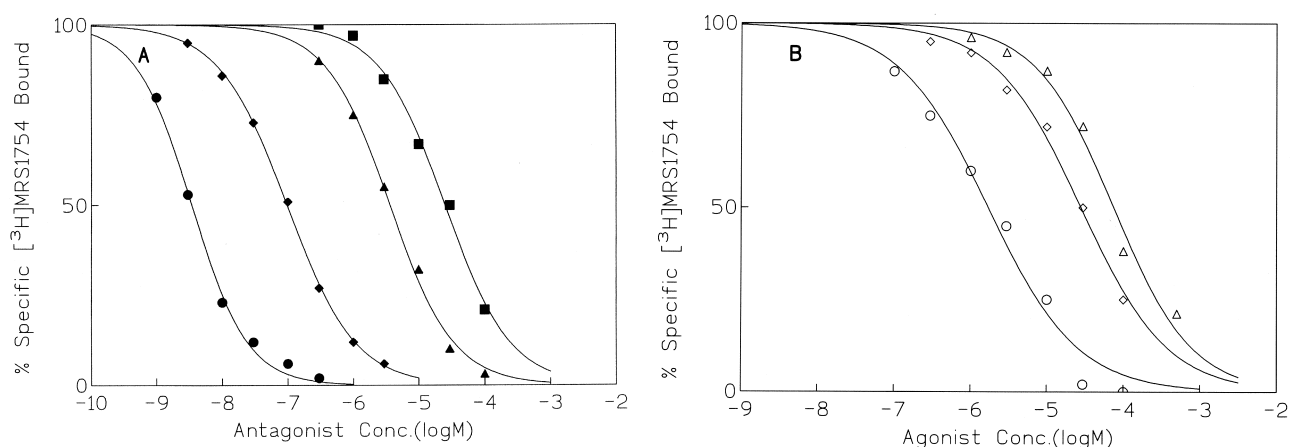 % Specific [³H]MRS1754 Bound
100
50
0
A
-10 -9 -8 -7 -6 -5 -4 -3 -2
Antagonist Conc.(logM)
% Specific [³H]MRS1754 Bound
100
50
0
B
-9 -8 -7 -6 -5 -4 -3 -2
Agonist Conc.(logM)